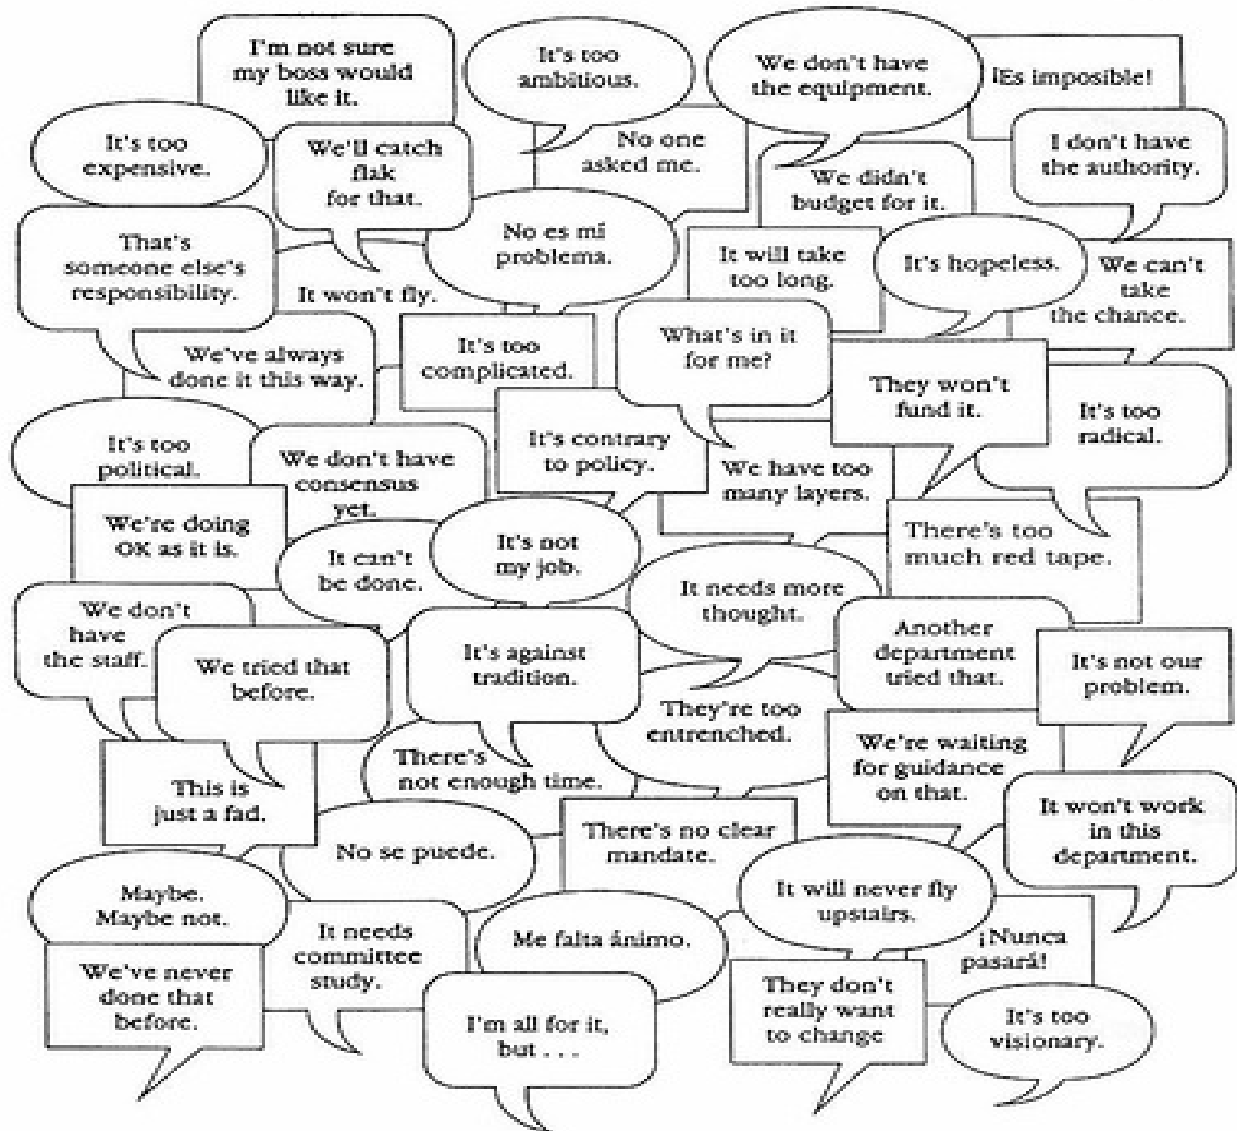 I'm not sure
my boss would
like it.
It's too
ambitious.
We don't have
the equipment.
¡Es imposible!
It's too
expensive.
We'll catch
flak
for that.
No one
asked me.
We didn't
budget for it.
I don't have
the authority.
That's
someone else's
responsibility.
It won't fly.
No es mi
problema.
It will take
too long.
It's hopeless.
We can't
take
the chance.
We've always
done it this way.
It's too
complicated.
What's in it
for me?
They won't
fund it.
It's too
radical.
It's too
political.
We don't have
consensus
yet.
It's contrary
to policy.
We have too
many layers.
We're doing
OK as it is.
It can't
be done.
It's not
my job.
It needs more
thought.
There's too
much red tape.
We don't
have
the staff.
We tried that
before.
It's against
tradition.
They're too
entrenched.
Another
department
tried that.
It's not our
problem.
This is
just a fad.
There's
not enough time.
We're waiting
for guidance
on that.
It won't work
in this
department.
No se puede.
There's no clear
mandate.
It will never fly
upstairs.
Maybe.
Maybe not.
It needs
committee
study.
Me falta ánimo.
¡Nunca
pasará!
We've never
done that
before.
I'm all for it,
but . . .
They don't
really want
to change
It's too
visionary.